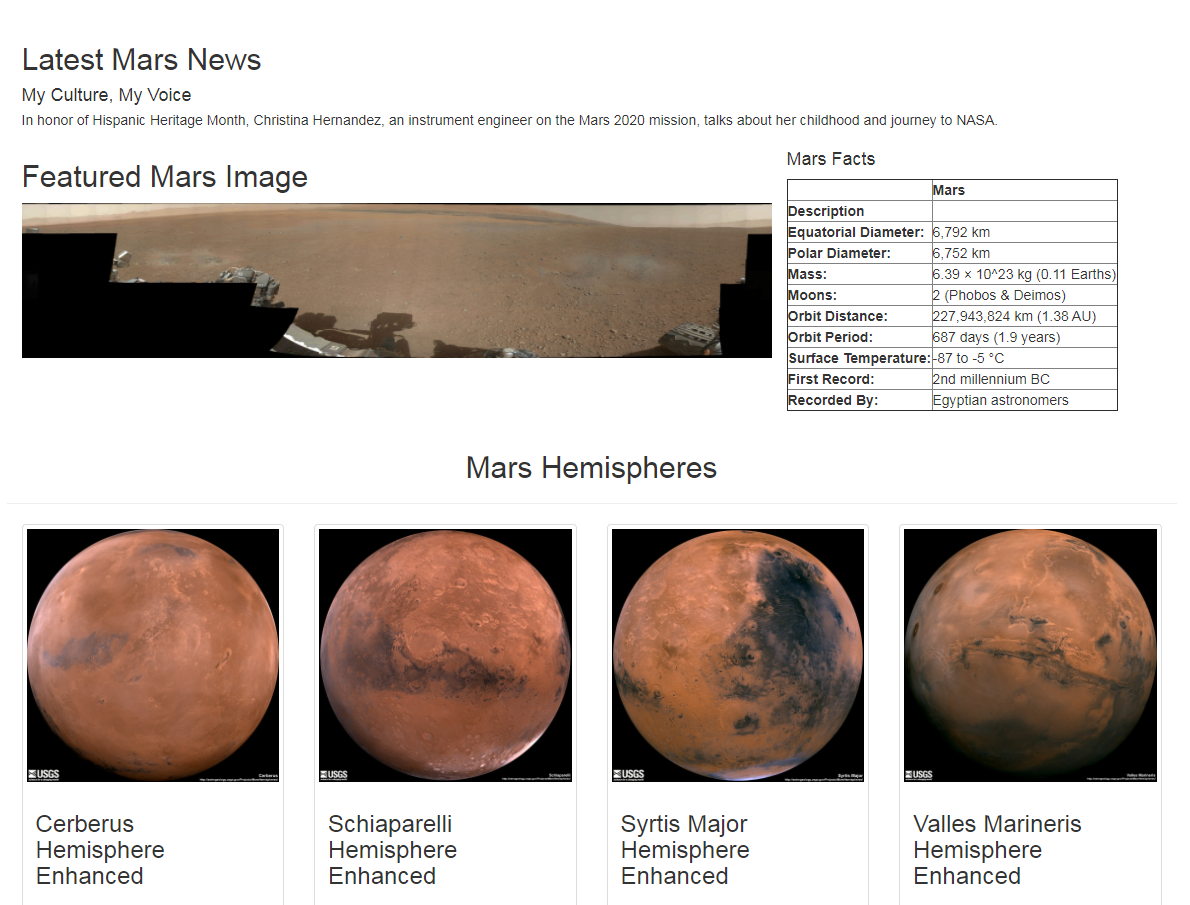 Latest Mars News
My Culture, My Voice
In honor of Hispanic Heritage Month, Christina Hernandez, an instrument engineer on the Mars 2020 mission, talks about her childhood and journey to NASA.
Featured Mars Image
Mars Facts
Mars
Description
Equatorial Diameter: 6,792 km
Polar Diameter: 6,752 km
Mass: 6.39 × 10^23 kg (0.11 Earths)
Moons: 2 (Phobos & Deimos)
Orbit Distance: 227,943,824 km (1.38 AU)
Orbit Period: 687 days (1.9 years)
Surface Temperature: -87 to -5 °C
First Record: 2nd millennium BC
Recorded By: Egyptian astronomers
Mars Hemispheres
USGS
Cerberus
USGS
Schiaparelli
USGS
Syrtis Major
USGS
Valles Marineris
Cerberus
Hemisphere
Enhanced
Schiaparelli
Hemisphere
Enhanced
Syrtis Major
Hemisphere
Enhanced
Valles Marineris
Hemisphere
Enhanced